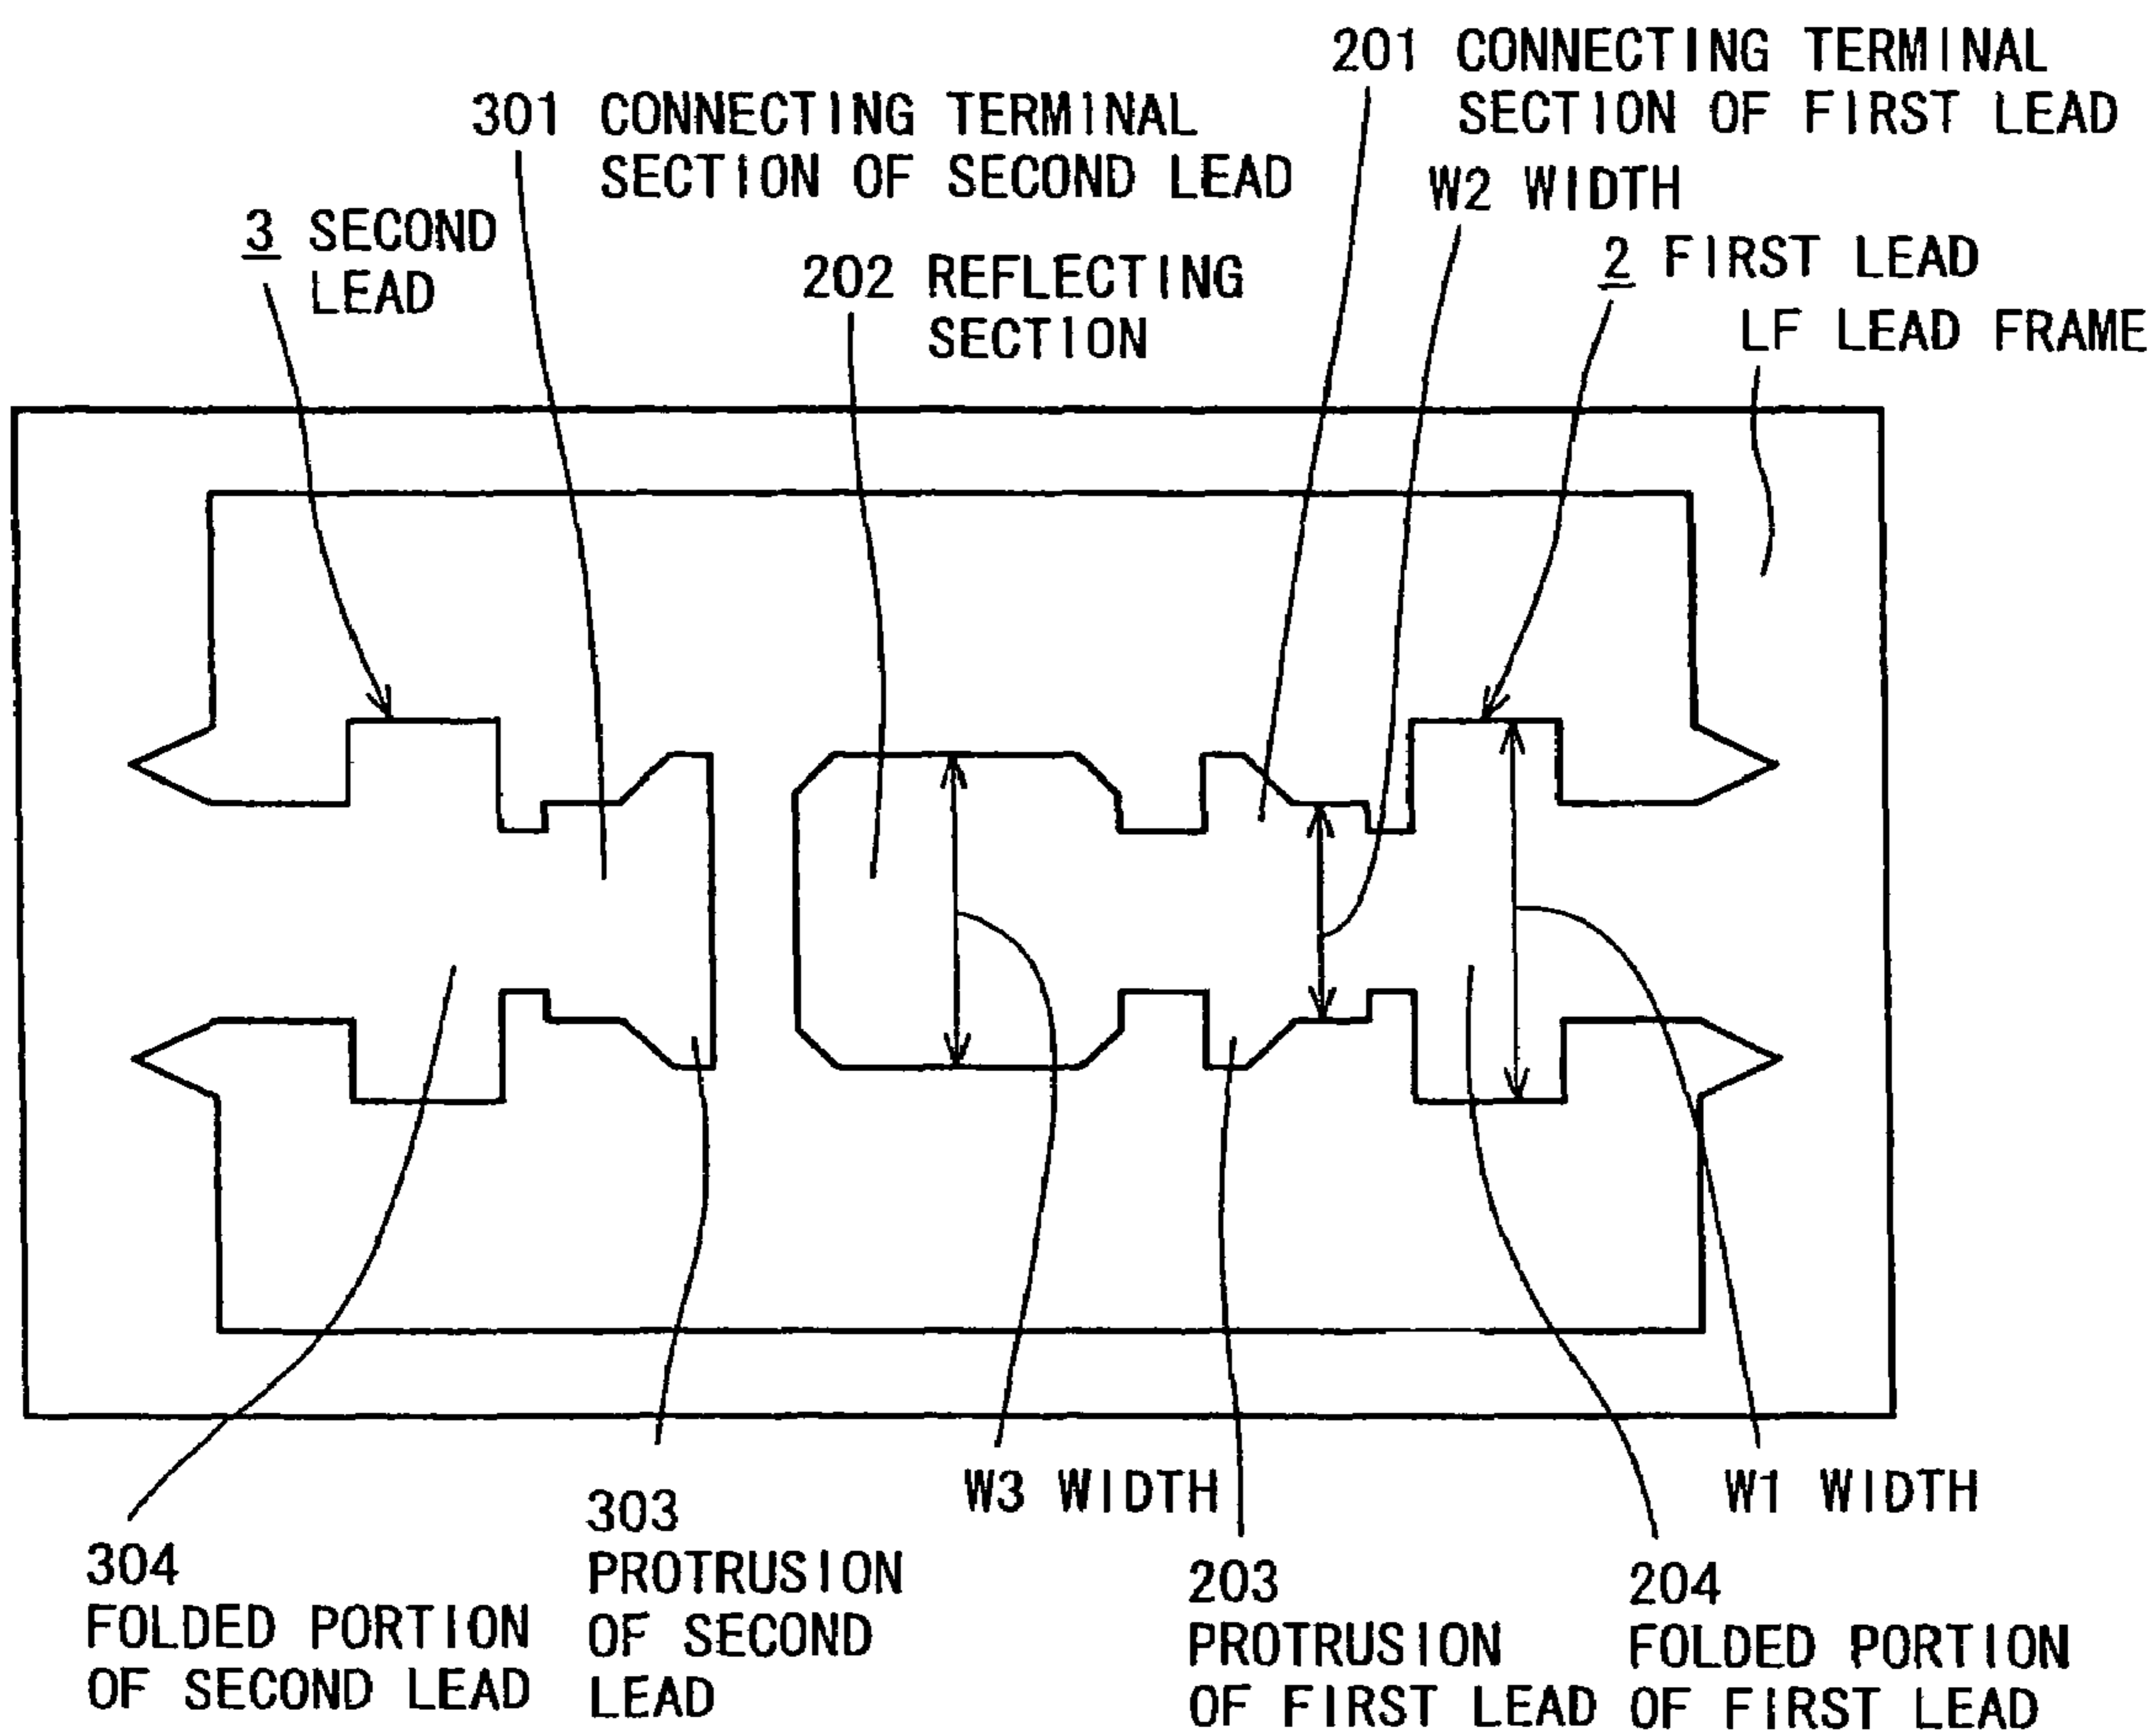 201 CONNECTING TERMINAL
SECTION OF FIRST LEAD
301 CONNECTING TERMINAL
SECTION OF SECOND LEAD
W2 WIDTH
3 SECOND
LEAD
202 REFLECTING
SECTION
2 FIRST LEAD
LF LEAD FRAME
W3 WIDTH
W1 WIDTH
304
FOLDED PORTION
OF SECOND LEAD
303
PROTRUSION
OF SECOND
LEAD
203
PROTRUSION
OF FIRST LEAD
204
FOLDED PORTION
OF FIRST LEAD